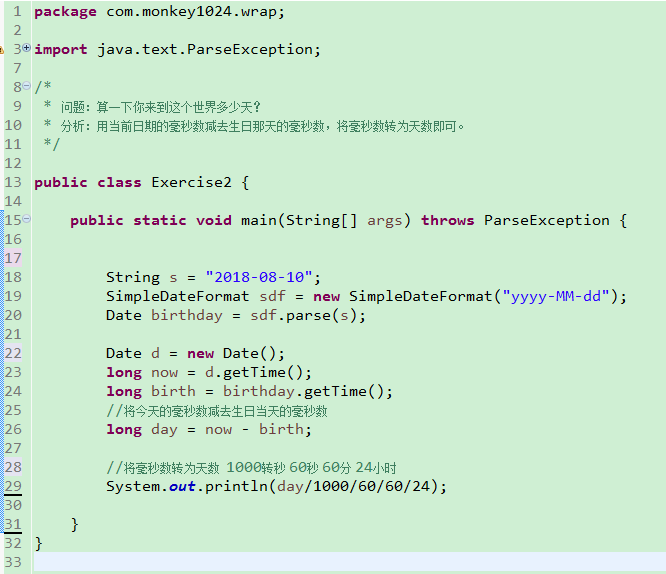 1 package com.monkey1024.wrap;
2
3 import java.text.ParseException;
7
8 /*
9 * 问题：算一下你来到这个世界多少天？
10 * 分析：用当前日期的毫秒数减去生日那天的毫秒数，将毫秒数转为天数即可。
11 */
12
13 public class Exercise2 {
14
15 public static void main(String[] args) throws ParseException {
16
17
18 String s = "2018-08-10";
19 SimpleDateFormat sdf = new SimpleDateFormat("yyyy-MM-dd");
20 Date birthday = sdf.parse(s);
21
22 Date d = new Date();
23 long now = d.getTime();
24 long birth = birthday.getTime();
25 //将今天的毫秒数减去生日当天的毫秒数
26 long day = now - birth;
27
28 //将毫秒数转为天数 1000转秒 60秒 60分 24小时
29 System.out.println(day/1000/60/60/24);
30
31 }
32 }
33